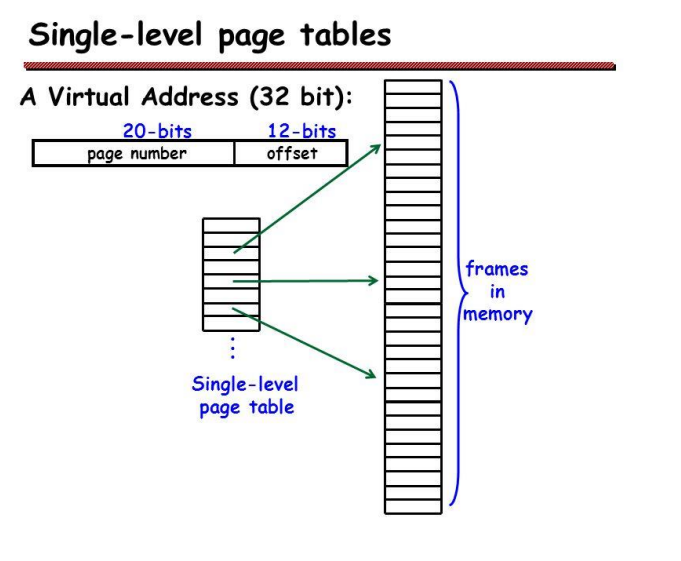 Single-level page tables
A Virtual Address (32 bit):
20-bits 12-bits
page number offset
frames
in
memory
Single-level
page table